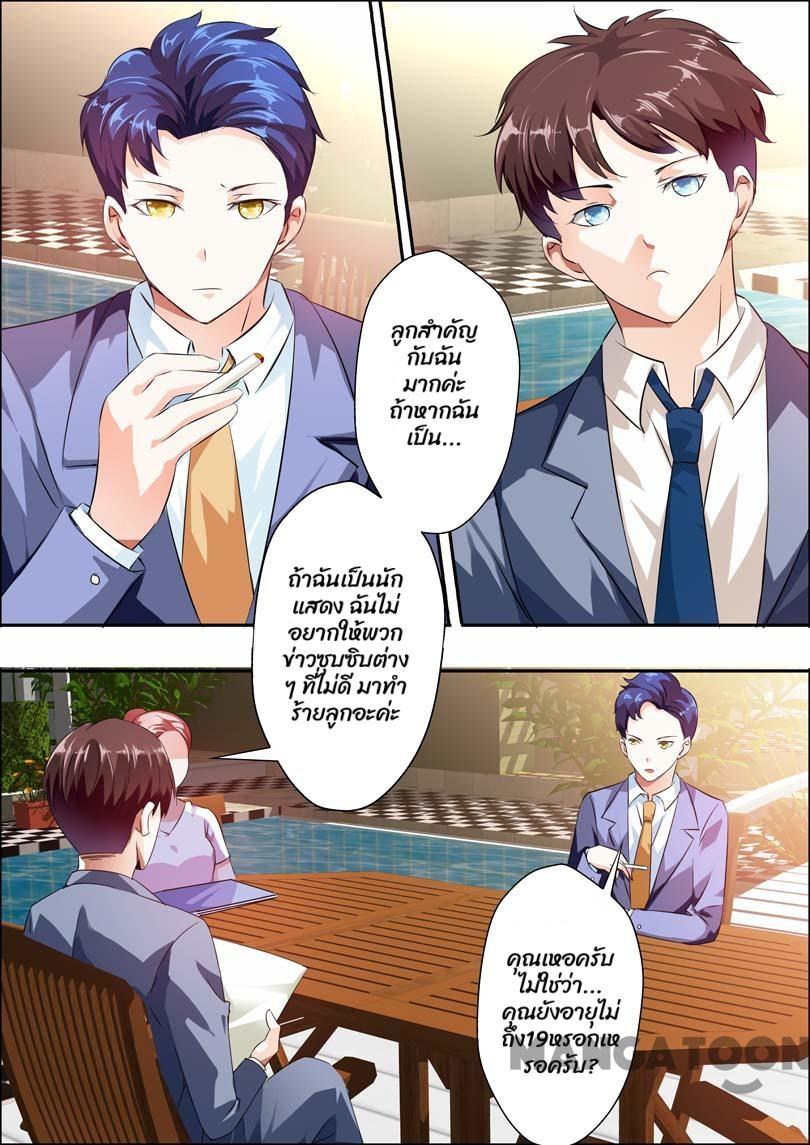 ลูกสำคัญ
กับฉัน
มากค่ะ
ถ้าหากฉัน
เป็น...
ถ้าฉันเป็นนัก
แสดง ฉันไม่
อยากให้พวก
ข่าวซุบซิบต่าง
ๆ ที่ไม่ดี มาทำ
ร้ายลูกอะค่ะ
คุณเหอครับ
ไม่ใช่ว่า...
คุณยังอายุไม่
ถึง19หรอกเห
รอครับ?
MANGATOON